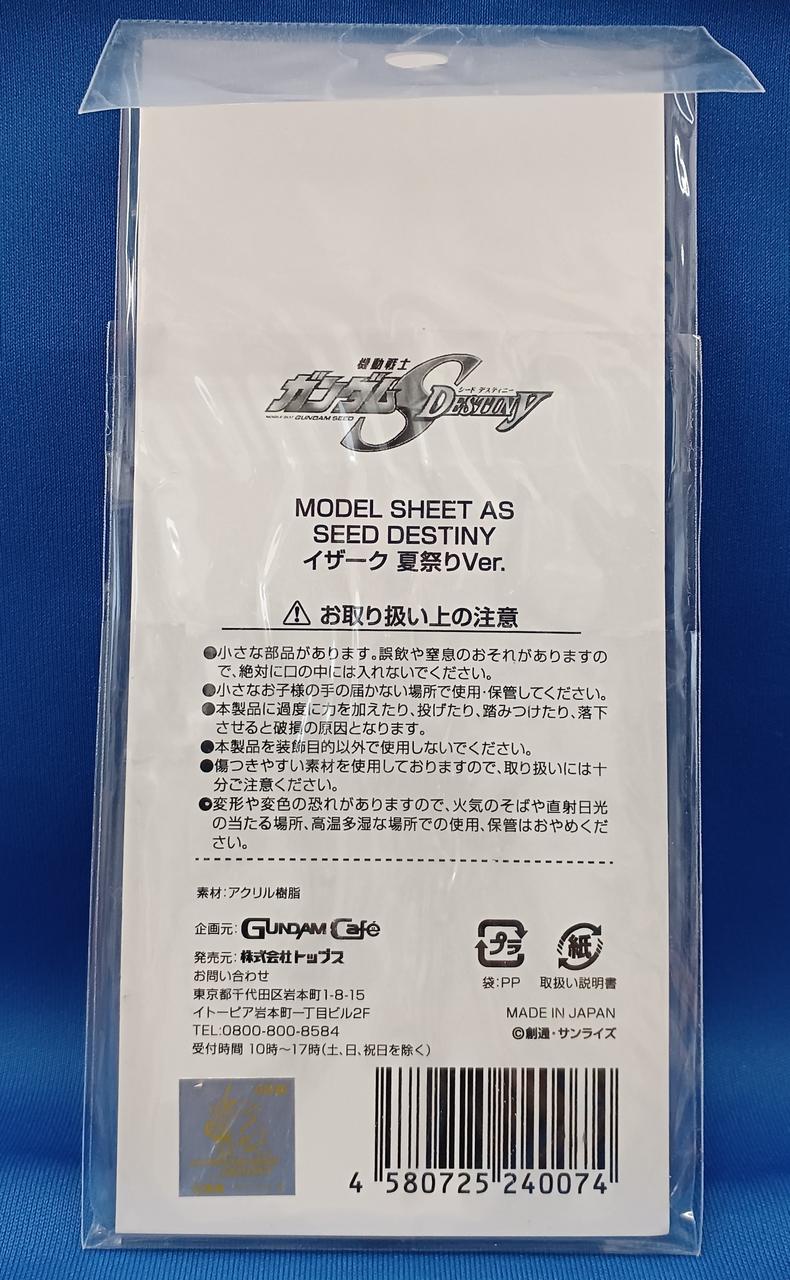 機動戦士
ガンダムSEED DESTINY
シード デスティニー
MOBILE SUIT GUNDAM SEED
MODEL SHEET AS
SEED DESTINY
イザーク 夏祭りVer.
お取り扱い上の注意
●小さな部品があります。誤飲や窒息のおそれがありますの
で、絶対に口の中には入れないでください。
●小さなお子様の手の届かない場所で使用・保管してください。
●本製品に過度に力を加えたり、投げたり、踏みつけたり、落下
させると破損の原因となります。
●本製品を装飾目的以外で使用しないでください。
●傷つきやすい素材を使用しておりますので、取り扱いには十
分ご注意ください。
●変形や変色の恐れがありますので、火気のそばや直射日光
の当たる場所、高温多湿な場所での使用、保管はおやめくだ
さい。
素材:アクリル樹脂
企画元:GUNDAM Café
発売元:株式会社トップス
お問い合わせ
東京都千代田区岩本町1-8-15
イトーピア岩本町一丁目ビル2F
TEL:0800-800-8584
受付時間 10時〜17時(土、日、祝日を除く)
プラ
袋:PP
紙
取扱い説明書
MADE IN JAPAN
©創通・サンライズ
4 580725 240074